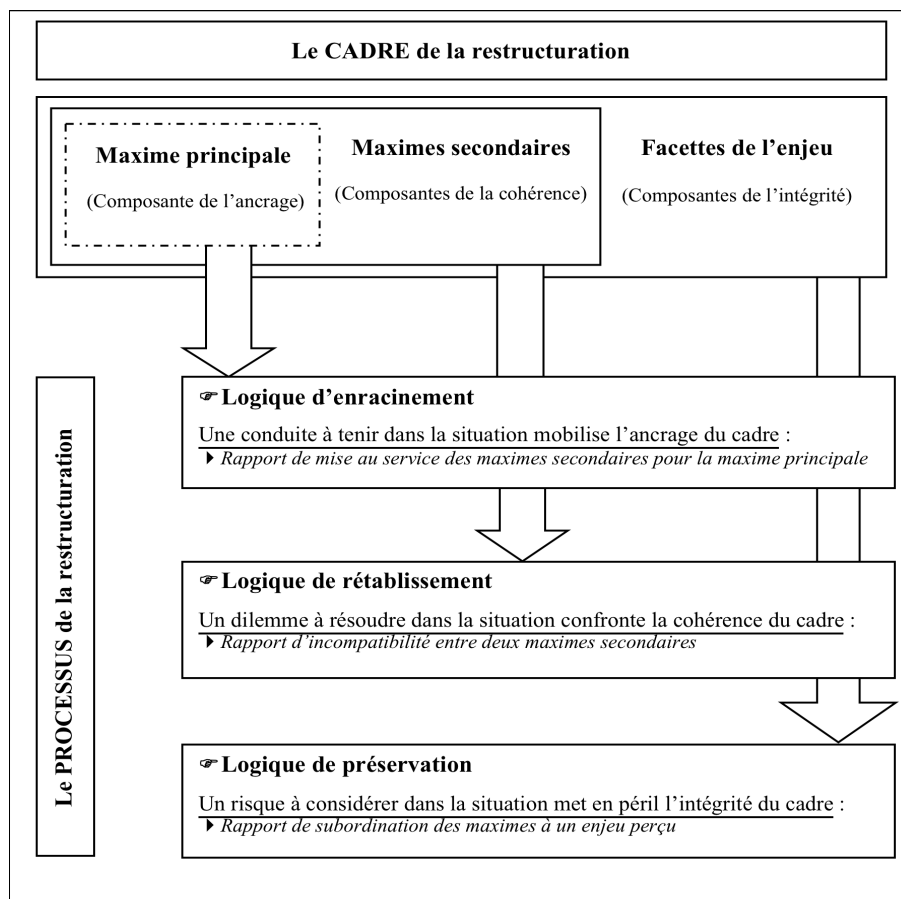 Le CADRE de la restructuration
Maxime principale
(Composante de l’ancrage)
Maximes secondaires
(Composantes de la cohérence)
Facettes de l’enjeu
(Composantes de l’intégrité)
Le PROCESSUS de la restructuration
☞ Logique d’enracinement
Une conduite à tenir dans la situation mobilise l’ancrage du cadre :
Rapport de mise au service des maximes secondaires pour la maxime principale
☞ Logique de rétablissement
Un dilemme à résoudre dans la situation confronte la cohérence du cadre :
Rapport d’incompatibilité entre deux maximes secondaires
☞ Logique de préservation
Un risque à considérer dans la situation met en péril l’intégrité du cadre :
Rapport de subordination des maximes à un enjeu perçu